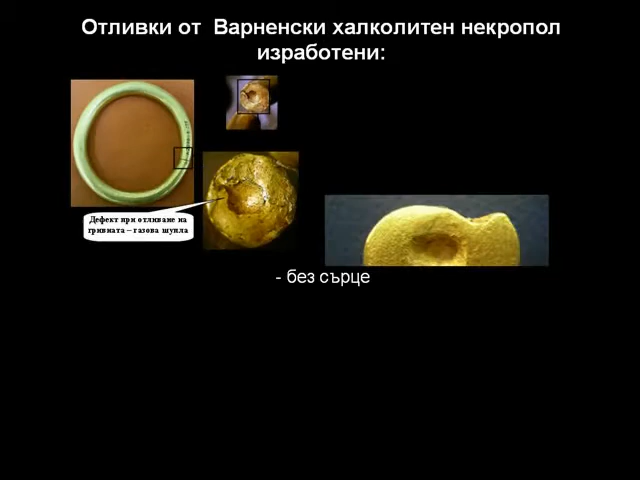 Отливки от Варненски халколитен некропол
изработени:
Дефект при отливане на
гривната – газова шупла
- без сърце